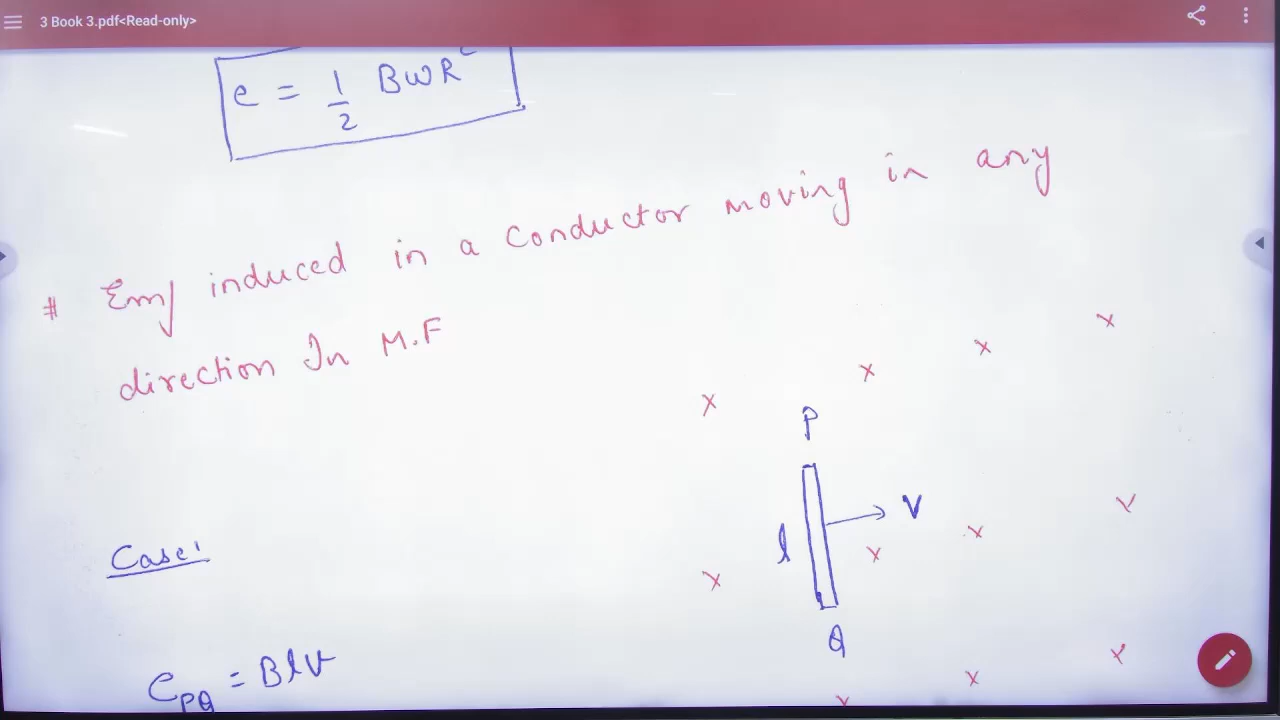 3 Book 3.pdf<Read-only>
e = 1/2 BωR²
# Emf induced in a Conductor moving in any
direction In M.F
x x x x
P
V
l
x x x x
Case'
Q
e_PQ = Blv
x x x